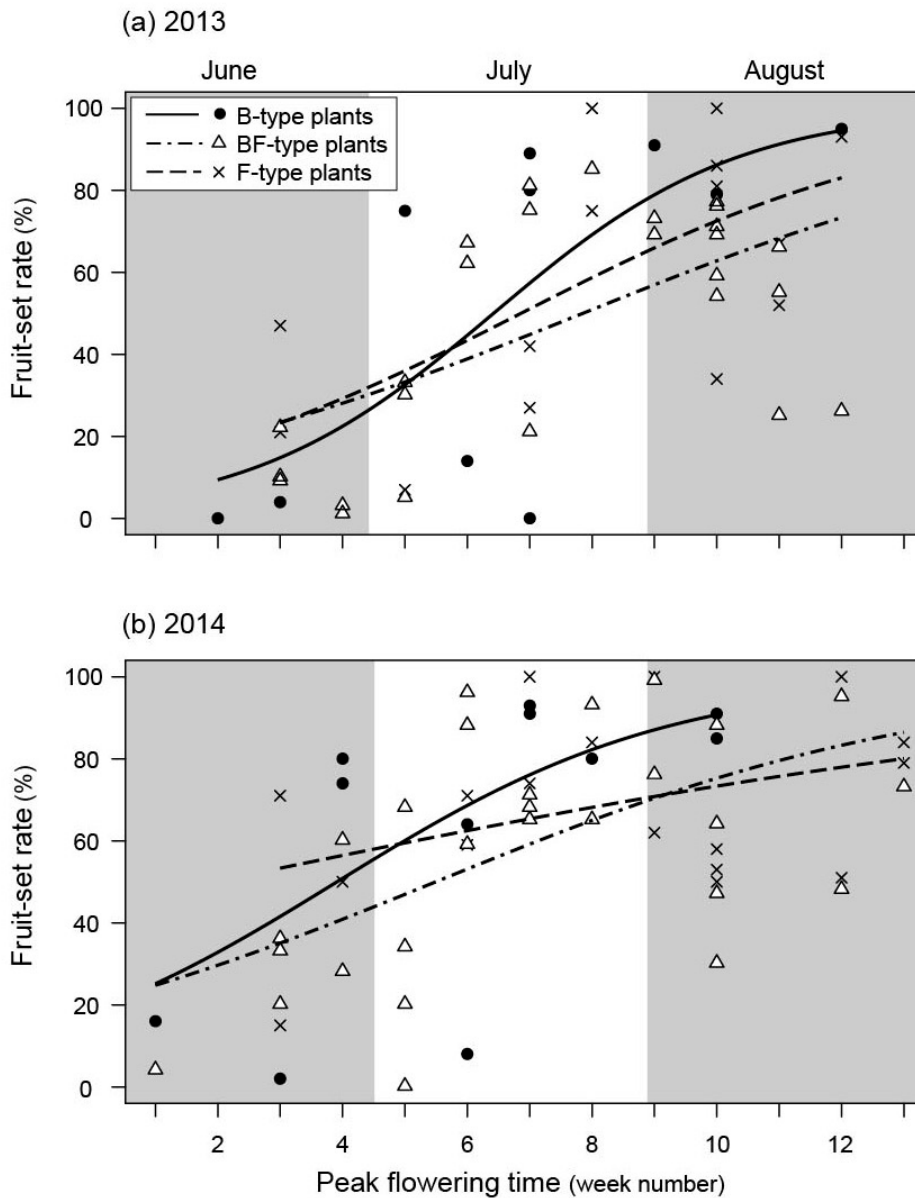 (a) 2013
June July August
B-type plants
BF-type plants
F-type plants
100
80
60
40
20
0
Fruit-set rate (%)
(b) 2014
100
80
60
40
20
0
Fruit-set rate (%)
2 4 6 8 10 12
Peak flowering time (week number)